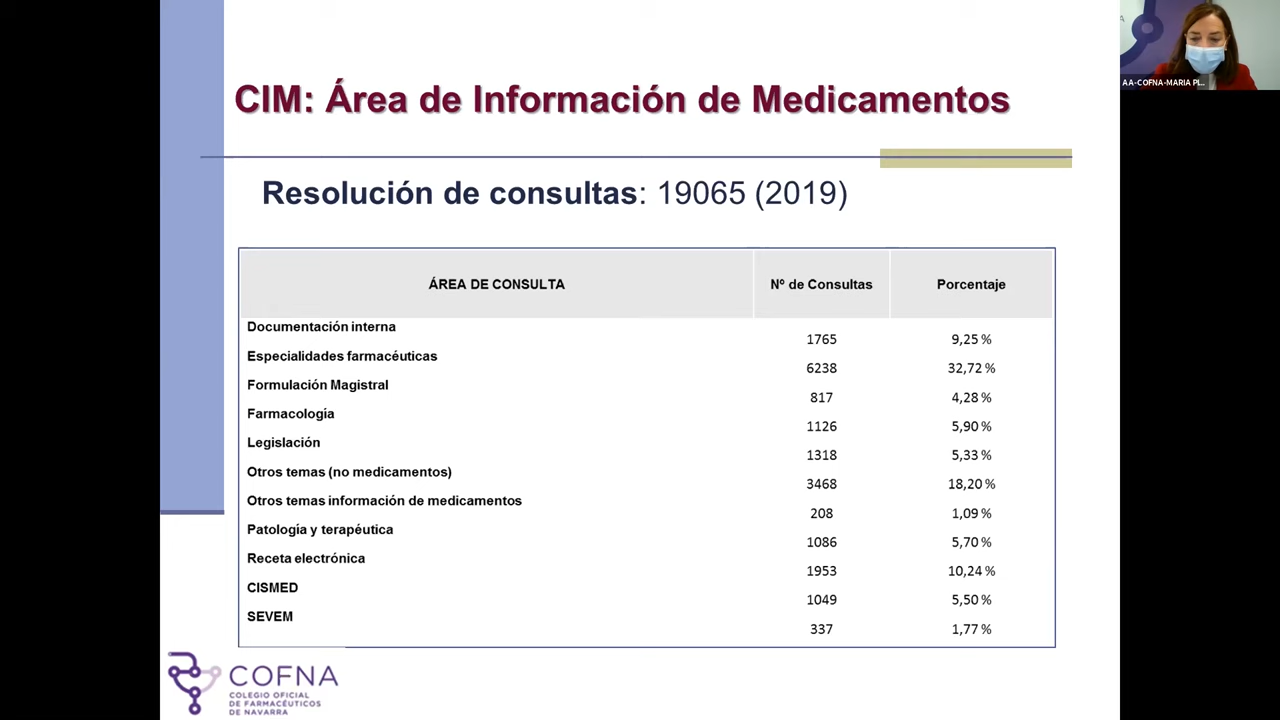 AA-COFNA-MARIA PI...
CIM: Área de Información de Medicamentos
Resolución de consultas: 19065 (2019)
ÁREA DE CONSULTA Nº de Consultas Porcentaje
Documentación interna 1765 9,25 %
Especialidades farmacéuticas 6238 32,72 %
Formulación Magistral 817 4,28 %
Farmacología 1126 5,90 %
Legislación 1318 5,33 %
Otros temas (no medicamentos) 3468 18,20 %
Otros temas información de medicamentos 208 1,09 %
Patología y terapéutica 1086 5,70 %
Receta electrónica 1953 10,24 %
CISMED 1049 5,50 %
SEVEM 337 1,77 %
COFNA
COLEGIO OFICIAL
DE FARMACÉUTICOS
DE NAVARRA